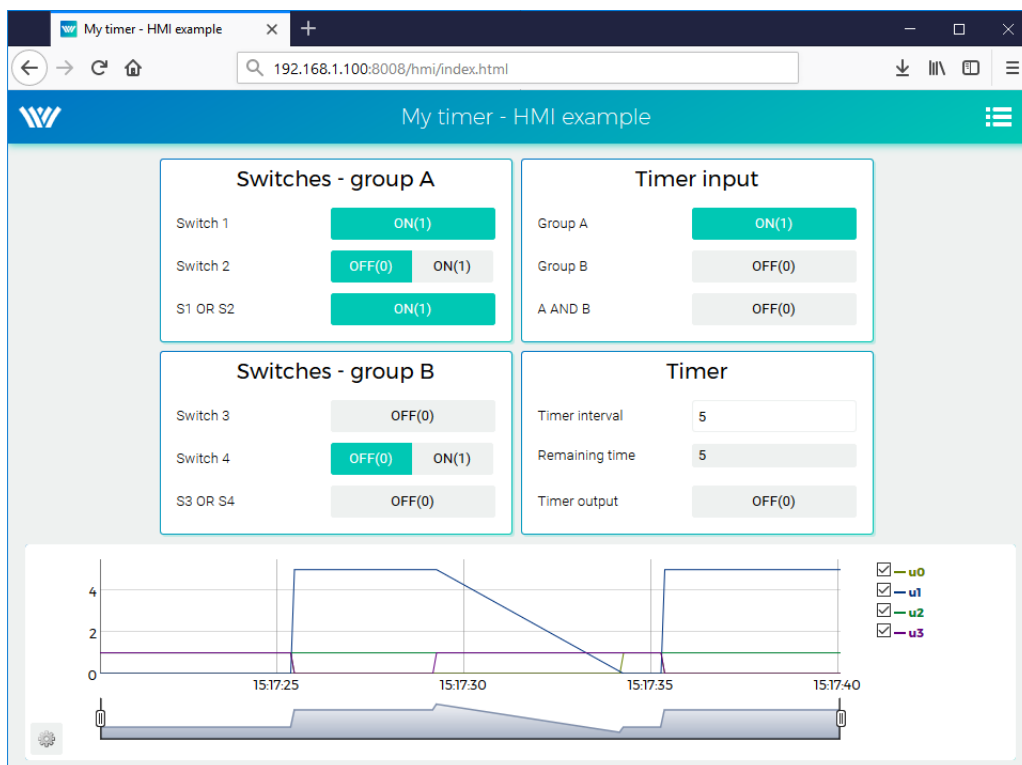 My timer - HMI example
192.168.1.100:8008/hmi/index.html
My timer - HMI example
Switches - group A
Switch 1 ON(1)
Switch 2 OFF(0) ON(1)
S1 OR S2 ON(1)
Timer input
Group A ON(1)
Group B OFF(0)
A AND B OFF(0)
Switches - group B
Switch 3 OFF(0)
Switch 4 OFF(0) ON(1)
S3 OR S4 OFF(0)
Timer
Timer interval 5
Remaining time 5
Timer output OFF(0)
4
2
0
15:17:25 15:17:30 15:17:35 15:17:40
u0
u1
u2
u3